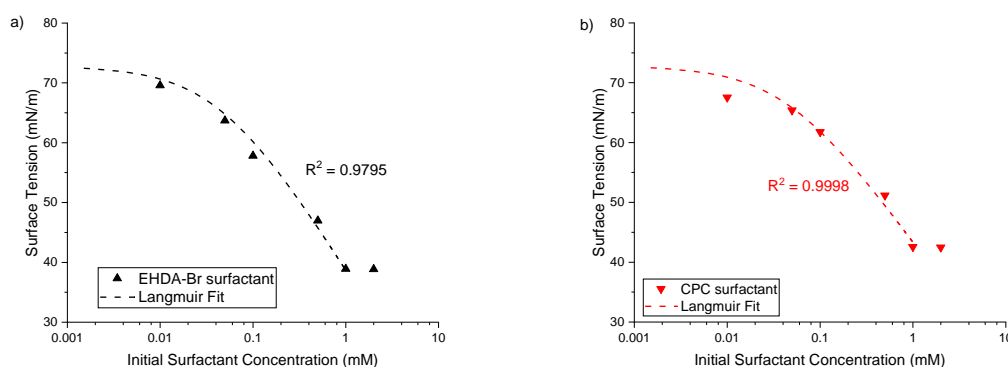 a)
80
70
60
50
40
30
Surface Tension (mN/m)
R² = 0.9795
EHDA-Br surfactant
Langmuir Fit
0.001 0.01 0.1 1 10
Initial Surfactant Concentration (mM)
b)
80
70
60
50
40
30
Surface Tension (mN/m)
R² = 0.9998
CPC surfactant
Langmuir Fit
0.001 0.01 0.1 1 10
Initial Surfactant Concentration (mM)